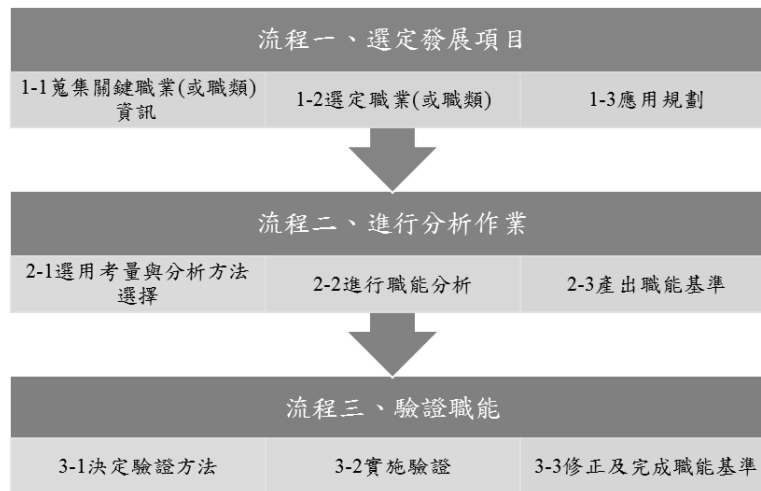 流程一、選定發展項目
1-1蒐集關鍵職業(或職類)
資訊
1-2選定職業(或職類)
1-3應用規劃
流程二、進行分析作業
2-1選用考量與分析方法
選擇
2-2進行職能分析
2-3產出職能基準
流程三、驗證職能
3-1決定驗證方法
3-2實施驗證
3-3修正及完成職能基準